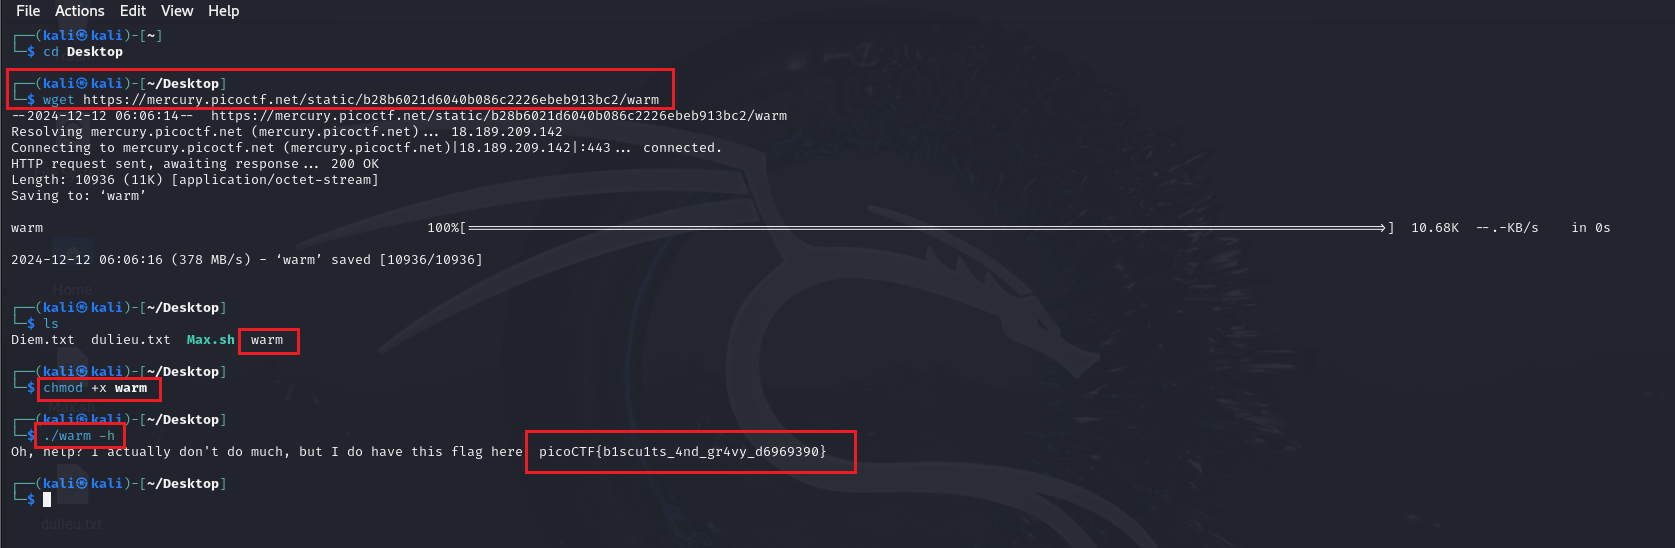 File Actions Edit View Help
┌──(kali㉿kali)-[~]
└─$ cd Desktop
┌──(kali㉿kali)-[~/Desktop]
└─$ wget https://mercury.picoctf.net/static/b28b6021d6040b086c2226ebeb913bc2/warm
--2024-12-12 06:06:14--  https://mercury.picoctf.net/static/b28b6021d6040b086c2226ebeb913bc2/warm
Resolving mercury.picoctf.net (mercury.picoctf.net)... 18.189.209.142
Connecting to mercury.picoctf.net (mercury.picoctf.net)|18.189.209.142|:443... connected.
HTTP request sent, awaiting response... 200 OK
Length: 10936 (11K) [application/octet-stream]
Saving to: ‘warm’
warm 100%[===================>] 10.68K --.-KB/s in 0s
2024-12-12 06:06:16 (378 MB/s) - ‘warm’ saved [10936/10936]
Home
┌──(kali㉿kali)-[~/Desktop]
└─$ ls
Diem.txt dulieu.txt Max.sh warm
┌──(kali㉿kali)-[~/Desktop]
└─$ chmod +x warm
Max.sh
┌──(kali㉿kali)-[~/Desktop]
└─$ ./warm -h
Oh, help? I actually don't do much, but I do have this flag here picoCTF{b1scu1ts_4nd_gr4vy_d6969390}
┌──(kali㉿kali)-[~/Desktop]
└─$
dulieu.txt